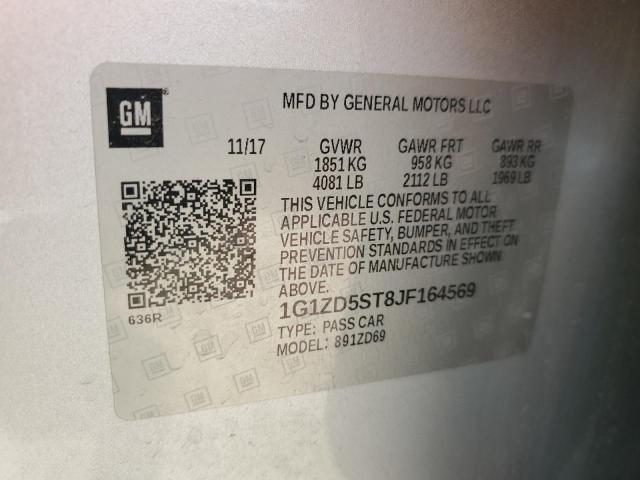 GM
MFD BY GENERAL MOTORS LLC
11/17 GVWR GAWR FRT GAWR RR
1851 KG 958 KG 893 KG
4081 LB 2112 LB 1969 LB
THIS VEHICLE CONFORMS TO ALL
APPLICABLE U.S. FEDERAL MOTOR
VEHICLE SAFETY, BUMPER, AND THEFT
PREVENTION STANDARDS IN EFFECT ON
THE DATE OF MANUFACTURE SHOWN
ABOVE.
636R
1G1ZD5ST8JF164569
TYPE: PASS CAR
MODEL: 891ZD69